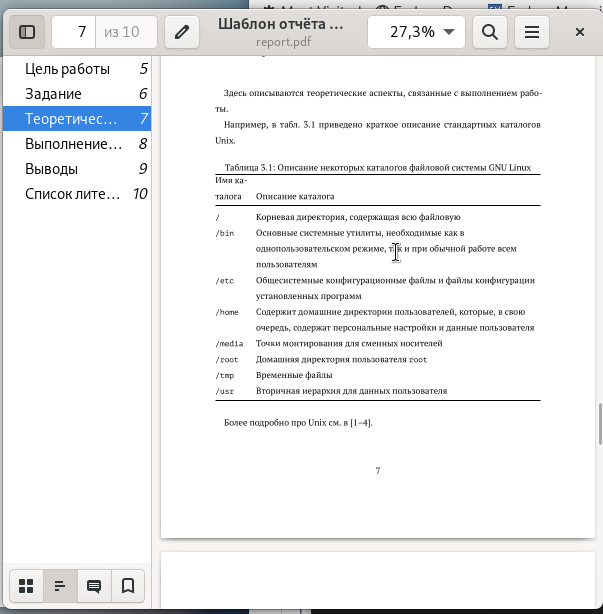 7 из 10
Шаблон отчёта ...
report.pdf
27,3%
Цель работы 5
Задание 6
Теоретичес... 7
Выполнение... 8
Выводы 9
Список лите... 10
Здесь описываются теоретические аспекты, связанные с выполнением рабо-
ты.
Например, в табл. 3.1 приведено краткое описание стандартных каталогов
Unix.
Таблица 3.1: Описание некоторых каталогов файловой системы GNU Linux
Имя ка-
талога Описание каталога
/ Корневая директория, содержащая всю файловую
/bin Основные системные утилиты, необходимые как в
однопользовательском режиме, так и при обычной работе всем
пользователям
/etc Общесистемные конфигурационные файлы и файлы конфигурации
установленных программ
/home Содержит домашние директории пользователей, которые, в свою
очередь, содержат персональные настройки и данные пользователя
/media Точки монтирования для сменных носителей
/root Домашняя директория пользователя root
/tmp Временные файлы
/usr Вторичная иерархия для данных пользователя
Более подробно про Unix см. в [1–4].
7